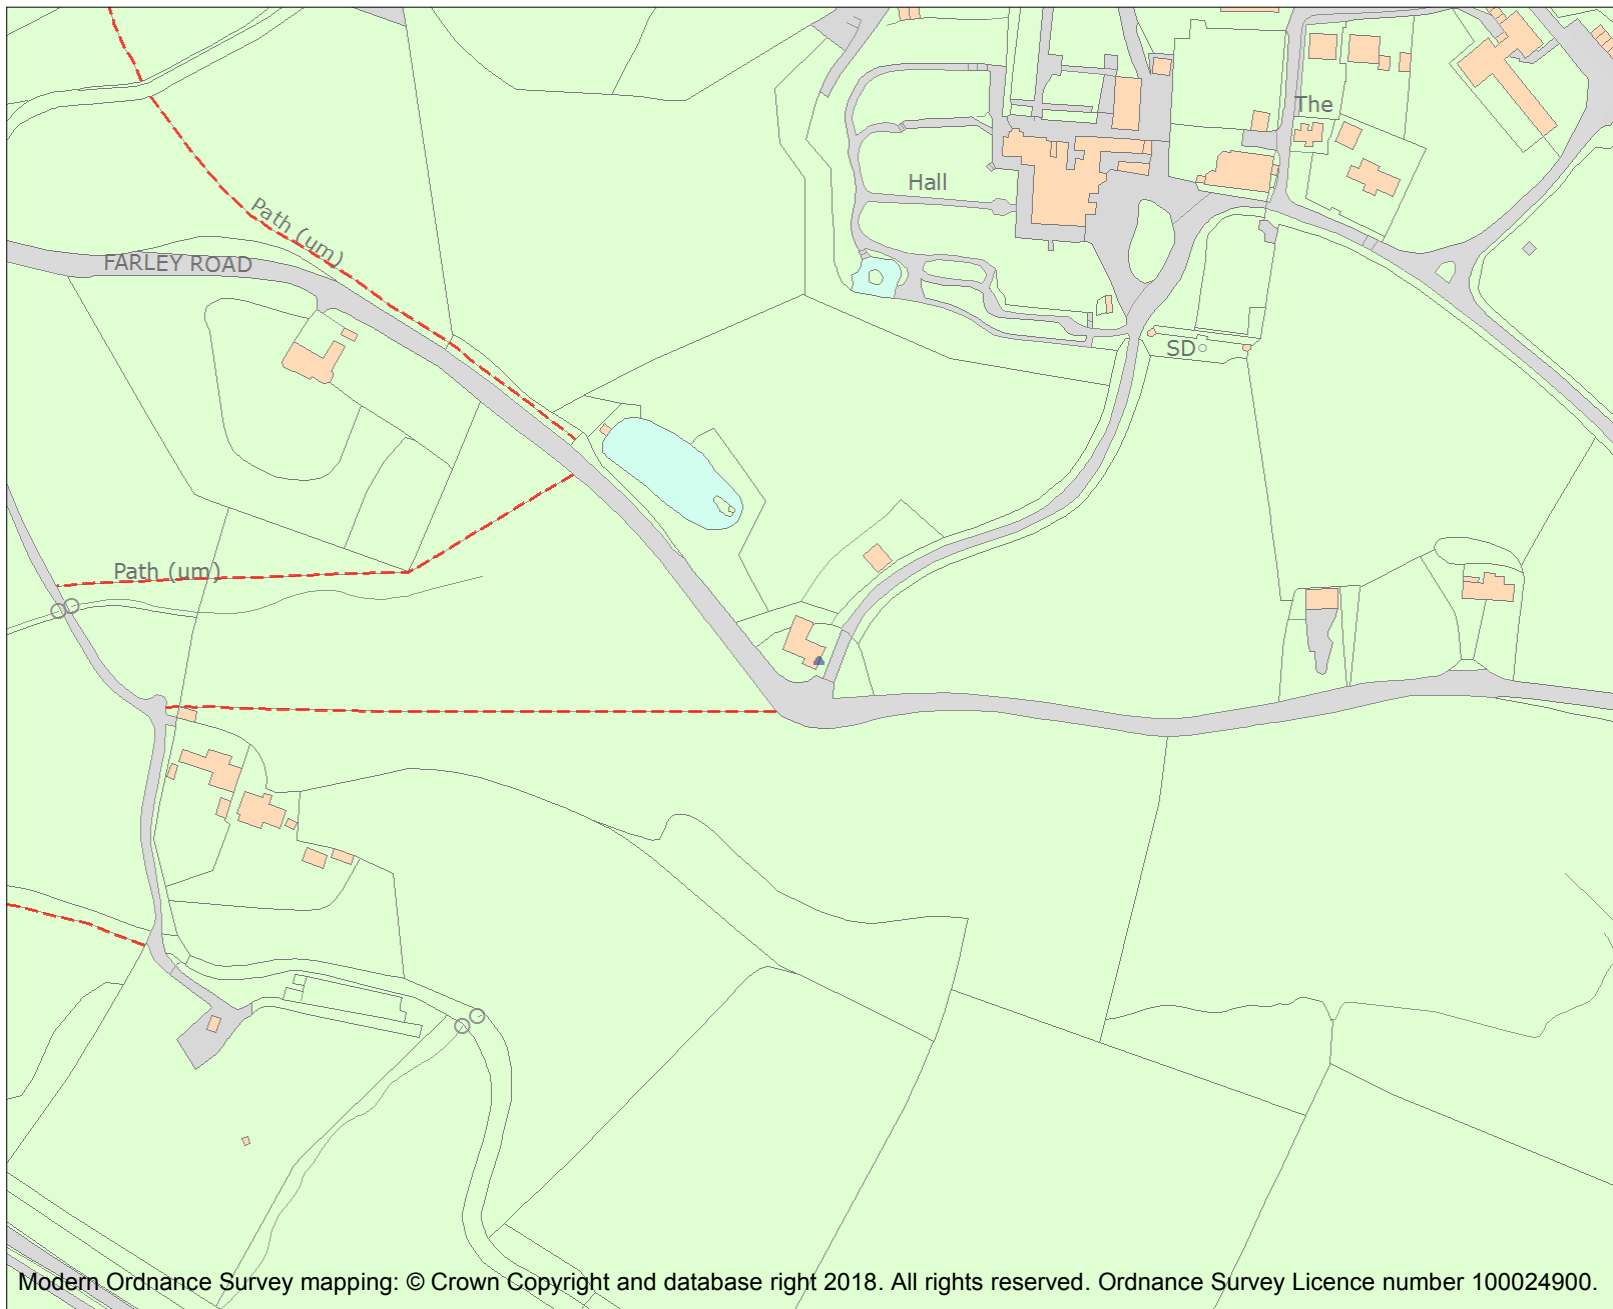 The
Hall
Path (um)
FARLEY ROAD
SD
Path (um)
Modern Ordnance Survey mapping: © Crown Copyright and database right 2018. All rights reserved. Ordnance Survey Licence number 100024900.